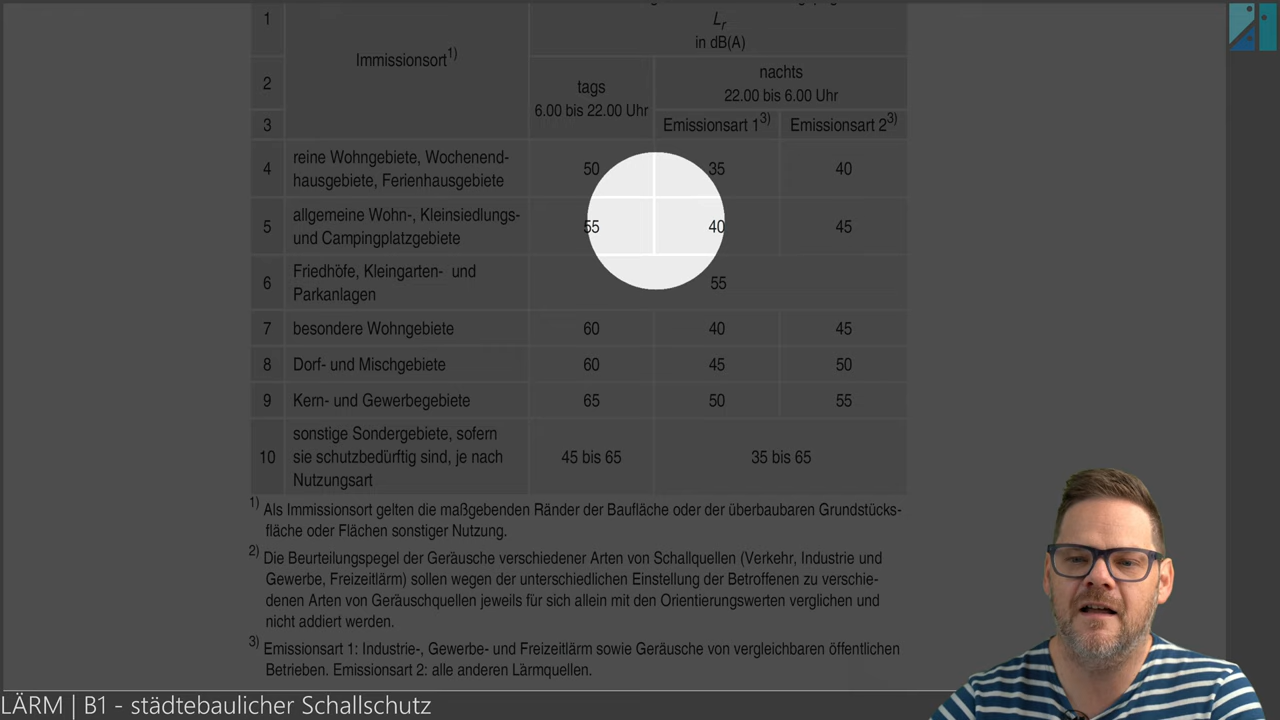 1
L_r
in dB(A)
Immissionsort1)
2
tags
6.00 bis 22.00 Uhr
nachts
22.00 bis 6.00 Uhr
3
Emissionsart 13)
Emissionsart 23)
4
reine Wohngebiete, Wochenend-
hausgebiete, Ferienhausgebiete
50
35
40
5
allgemeine Wohn-, Kleinsiedlungs-
und Campingplatzgebiete
55
40
45
6
Friedhöfe, Kleingarten- und
Parkanlagen
55
7
besondere Wohngebiete
60
40
45
8
Dorf- und Mischgebiete
60
45
50
9
Kern- und Gewerbegebiete
65
50
55
10
sonstige Sondergebiete, sofern
sie schutzbedürftig sind, je nach
Nutzungsart
45 bis 65
35 bis 65
1) Als Immissionsort gelten die maßgebenden Ränder der Baufläche oder der überbaubaren Grundstücks-
fläche oder Flächen sonstiger Nutzung.
2) Die Beurteilungspegel der Geräusche verschiedener Arten von Schallquellen (Verkehr, Industrie und
Gewerbe, Freizeitlärm) sollen wegen der unterschiedlichen Einstellung der Betroffenen zu verschie-
denen Arten von Geräuschquellen jeweils für sich allein mit den Orientierungswerten verglichen und
nicht addiert werden.
3) Emissionsart 1: Industrie-, Gewerbe- und Freizeitlärm sowie Geräusche von vergleichbaren öffentlichen
Betrieben. Emissionsart 2: alle anderen Lärmquellen.
LÄRM | B1 - städtebaulicher Schallschutz